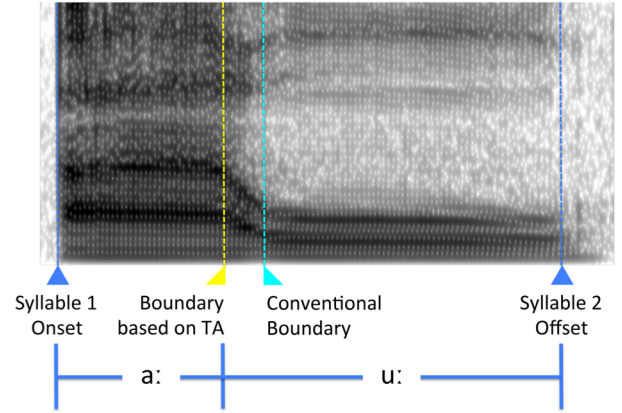 Syllable 1
Onset
Boundary
based on TA
Conventional
Boundary
Syllable 2
Offset
aː
uː